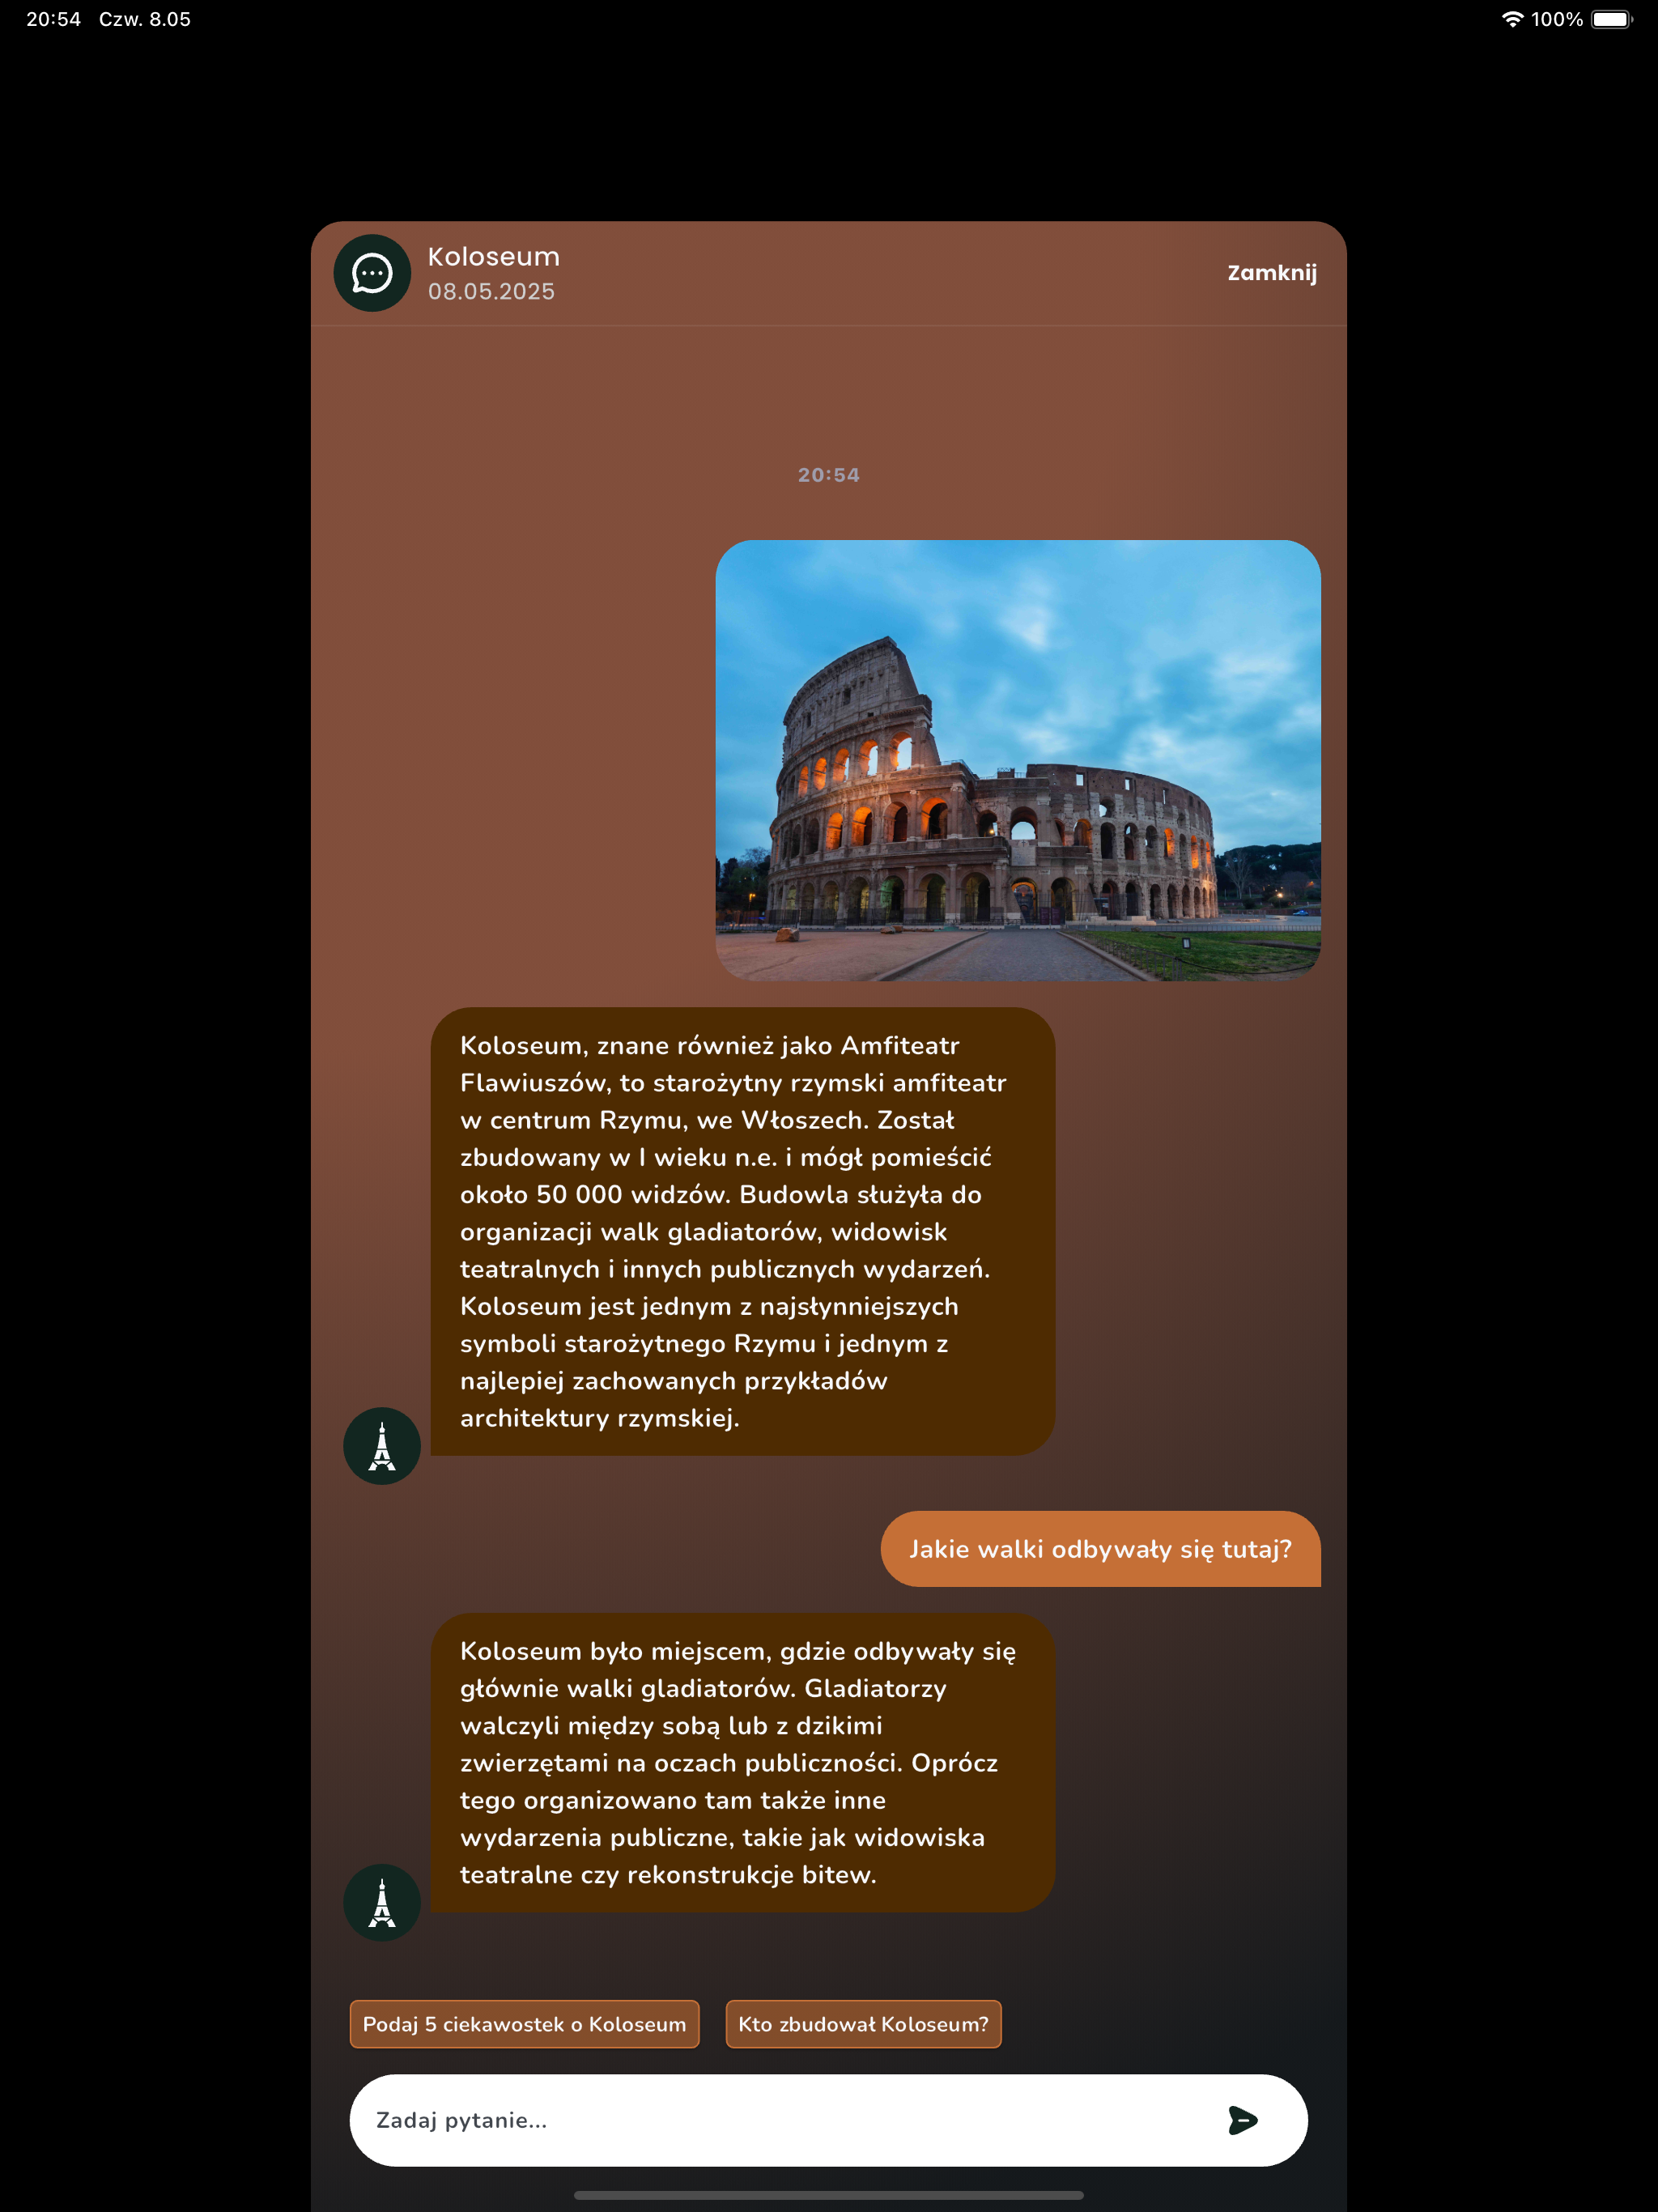 20:54 Czw. 8.05
100%
Koloseum
08.05.2025
Zamknij
20:54
Koloseum, znane również jako Amfiteatr
Flawiuszów, to starożytny rzymski amfiteatr
w centrum Rzymu, we Włoszech. Został
zbudowany w I wieku n.e. i mógł pomieścić
około 50 000 widzów. Budowla służyła do
organizacji walk gladiatorów, widowisk
teatralnych i innych publicznych wydarzeń.
Koloseum jest jednym z najsłynniejszych
symboli starożytnego Rzymu i jednym z
najlepiej zachowanych przykładów
architektury rzymskiej.
Jakie walki odbywały się tutaj?
Koloseum było miejscem, gdzie odbywały się
głównie walki gladiatorów. Gladiatorzy
walczyli między sobą lub z dzikimi
zwierzętami na oczach publiczności. Oprócz
tego organizowano tam także inne
wydarzenia publiczne, takie jak widowiska
teatralne czy rekonstrukcje bitew.
Podaj 5 ciekawostek o Koloseum
Kto zbudował Koloseum?
Zadaj pytanie...